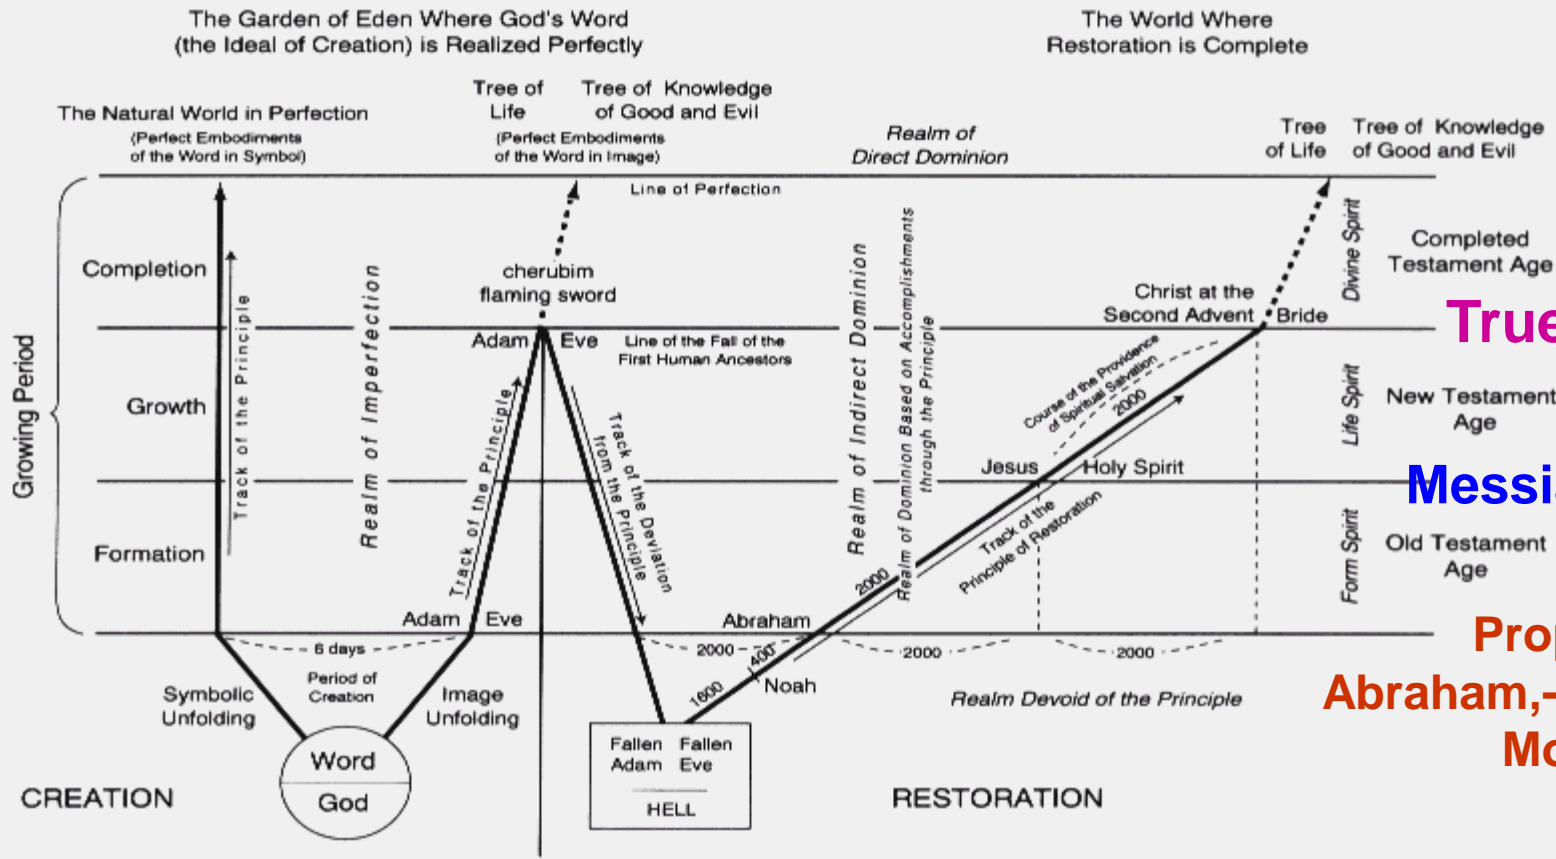 The Garden of Eden Where God's Word
(the Ideal of Creation) is Realized Perfectly
The World Where
Restoration is Complete
The Natural World in Perfection
(Perfect Embodiments
of the Word in Symbol)
Tree of
Life
Tree of Knowledge
of Good and Evil
(Perfect Embodiments
of the Word in Image)
Realm of
Direct Dominion
Tree
of Life
Tree of Knowledge
of Good and Evil
Line of Perfection
Growing Period
Completion
Growth
Formation
Track of the Principle
Realm of Imperfection
cherubim
flaming sword
Adam
Eve
Line of the Fall of the
First Human Ancestors
Track of the Principle
Track of the Deviation
from the Principle
Realm of Indirect Dominion
Realm of Dominion Based on Accomplishments
through the Principle
Christ at the
Second Advent
Bride
Course of the Providence
of Spiritual Salvation
2000
Jesus
Holy Spirit
Track of the
Principle of Restoration
2000
Divine Spirit
Life Spirit
Form Spirit
Completed
Testament Age
True
New Testament
Age
Messia
Old Testament
Age
Adam
Eve
Abraham
6 days
Period of
Creation
2000
400
1600
Noah
2000
2000
Symbolic
Unfolding
Image
Unfolding
Realm Devoid of the Principle
Prop
Abraham,-
Mo
Word
God
Fallen
Adam
Fallen
Eve
HELL
CREATION
RESTORATION